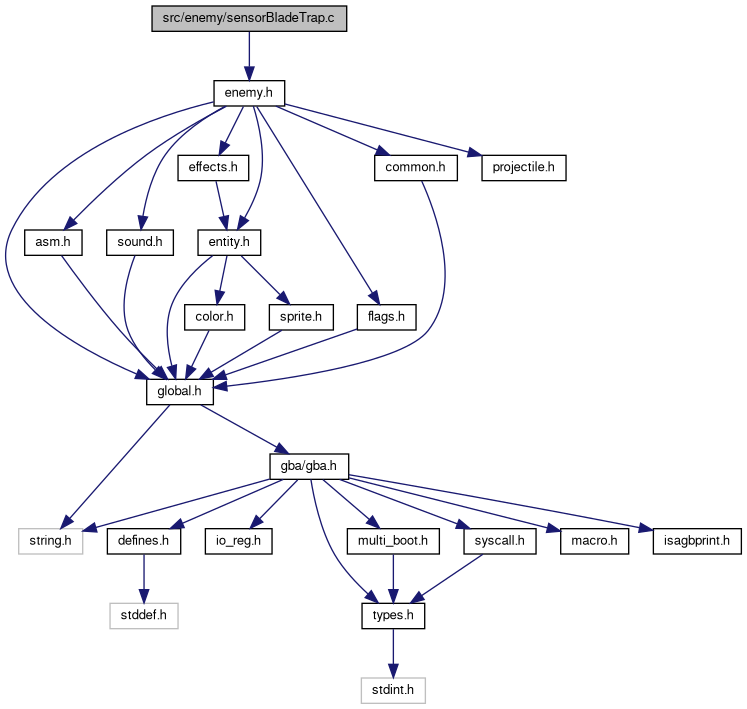 src/enemy/sensorBladeTrap.c
enemy.h
effects.h
common.h
projectile.h
asm.h
sound.h
entity.h
color.h
sprite.h
flags.h
global.h
gba/gba.h
string.h
defines.h
io_reg.h
multi_boot.h
syscall.h
macro.h
isagbprint.h
stddef.h
types.h
stdint.h